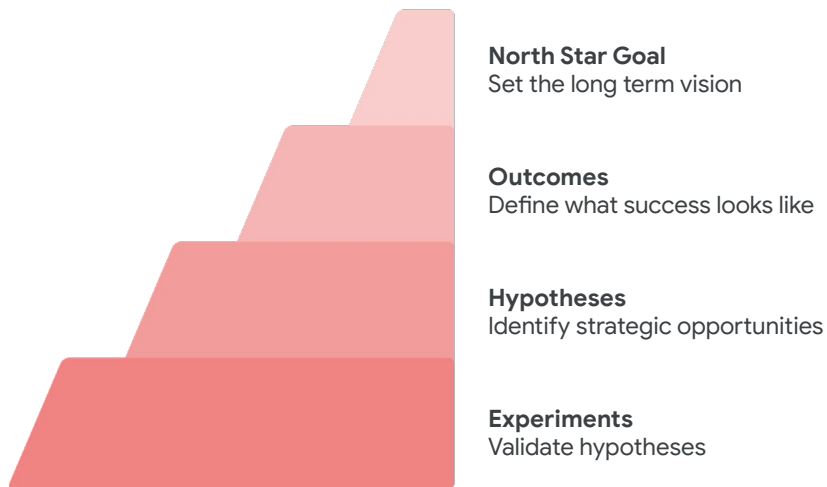 North Star Goal
Set the long term vision
Outcomes
Define what success looks like
Hypotheses
Identify strategic opportunities
Experiments
Validate hypotheses